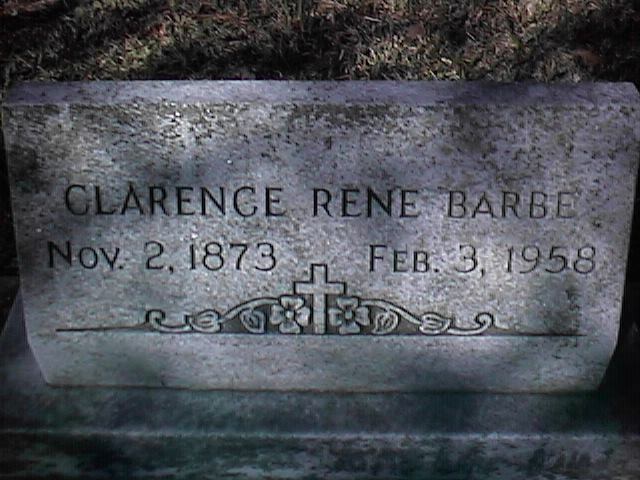 CLARENCE RENE BARBE
NOV. 2, 1873 FEB. 3, 1958